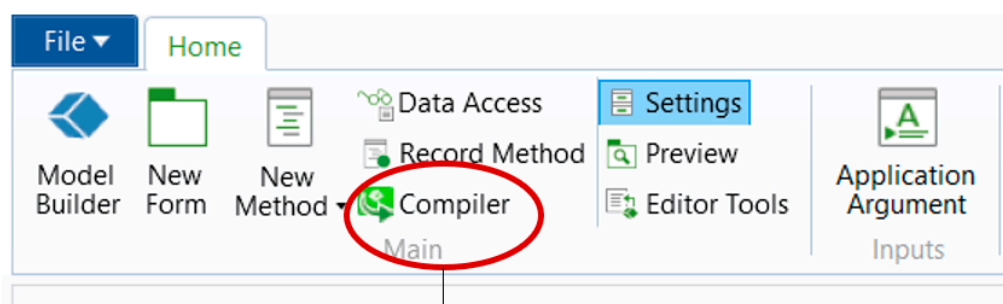 File
Home
Model
Builder
New
Form
New
Method
Data Access
Record Method
Compiler
Settings
Preview
Editor Tools
Main
Application
Argument
Inputs